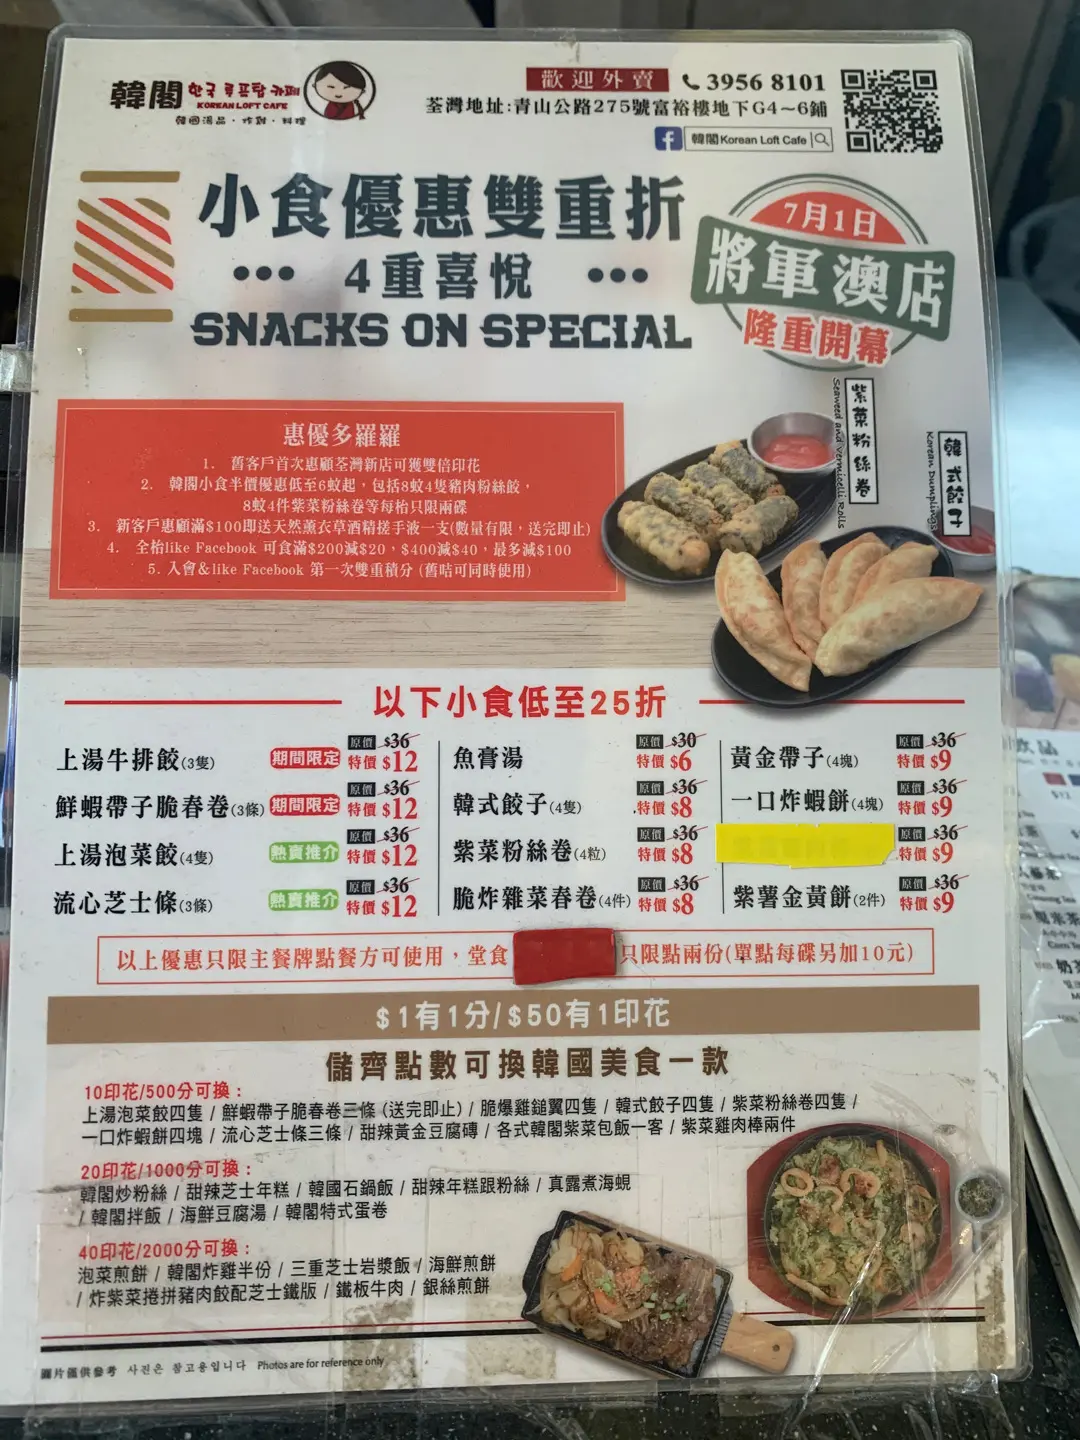 韓閣 한국 로프탑 카페
KOREAN LOFT CAFE
韓國湯品・炸雞・料理
歡迎外賣 3956 8101
荃灣地址:青山公路275號富裕樓地下G4～6鋪
f 韓閣Korean Loft Cafe
小食優惠雙重折
••• 4重喜悅 •••
SNACKS ON SPECIAL
7月1日
將軍澳店
隆重開幕
紫菜粉絲卷
Seaweed and Vermicelli Rolls
韓式餃子
Korean Dumplings
惠優多羅羅
1. 舊客戶首次惠顧荃灣新店可獲雙倍印花
2. 韓閣小食半價優惠低至6蚊起，包括8蚊4隻豬肉粉絲餃，
8蚊4件紫菜粉絲卷等每枱只限兩碟
3. 新客戶惠顧滿$100即送天然薰衣草酒精搓手液一支(數量有限，送完即止)
4. 全枱like Facebook 可食滿$200減$20，$400減$40，最多減$100
5. 入會&like Facebook 第一次雙重積分 (舊咭可同時使用)
以下小食低至25折
上湯牛排餃(3隻) 期間限定 原價 $36 特價 $12
鮮蝦帶子脆春卷(3條) 期間限定 原價 $36 特價 $12
上湯泡菜餃(4隻) 熱賣推介 原價 $36 特價 $12
流心芝士條(3條) 熱賣推介 原價 $36 特價 $12
魚膏湯 原價 $30 特價 $6
韓式餃子(4隻) 原價 $36 特價 $8
紫菜粉絲卷(4粒) 原價 $36 特價 $8
脆炸雜菜春卷(4件) 原價 $36 特價 $8
黃金帶子(4塊) 原價 $36 特價 $9
一口炸蝦餅(4塊) 原價 $36 特價 $9
原價 $36 特價 $9
紫薯金黃餅(2件) 原價 $36 特價 $9
以上優惠只限主餐牌點餐方可使用，堂食 只限點兩份(單點每碟另加10元)
$1有1分/$50有1印花
儲齊點數可換韓國美食一款
10印花/500分可換：
上湯泡菜餃四隻 / 鮮蝦帶子脆春卷三條 (送完即止) / 脆爆雞鎚翼四隻 / 韓式餃子四隻 / 紫菜粉絲卷四隻 /
一口炸蝦餅四塊 / 流心芝士條三條 / 甜辣黃金豆腐磚 / 各式韓閣紫菜包飯一客 / 紫菜雞肉棒兩件
20印花/1000分可換：
韓閣炒粉絲 / 甜辣芝士年糕 / 韓國石鍋飯 / 甜辣年糕跟粉絲 / 真露煮海蜆
/ 韓閣拌飯 / 海鮮豆腐湯 / 韓閣特式蛋卷
40印花/2000分可換：
泡菜煎餅 / 韓閣炸雞半份 / 三重芝士岩漿飯 / 海鮮煎餅
/ 炸紫菜捲拼豬肉餃配芝士鐵版 / 鐵板牛肉 / 銀絲煎餅
圖片僅供參考 사진은 참고용입니다 Photos are for reference only